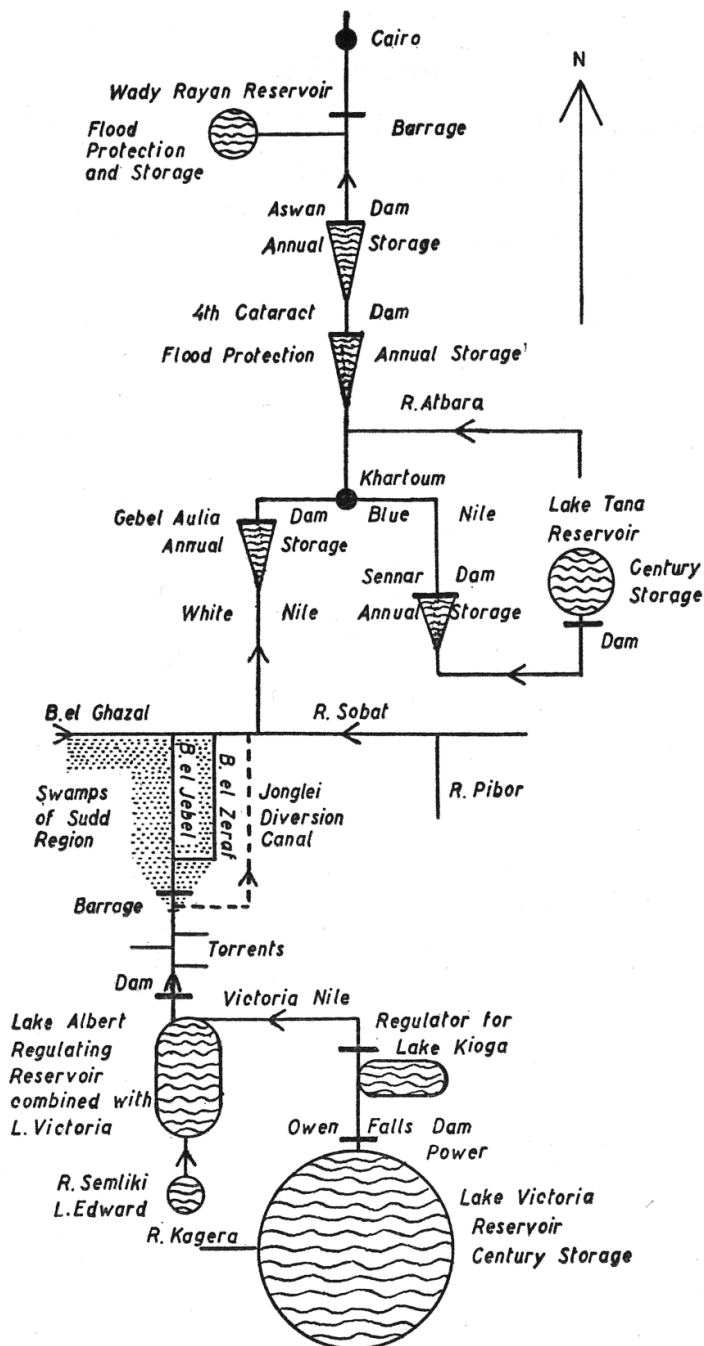 Cairo
N
Wady Rayan Reservoir
Flood
Protection
and Storage
Barrage
Aswan Dam
Annual Storage
4th Cataract Dam
Flood Protection Annual Storage¹
R. Atbara
Khartoum
Gebel Aulia Dam
Annual Storage
Blue Nile
Lake Tana
Reservoir
Century
Storage
Sennar Dam
Annual Storage
Dam
White Nile
B. el Ghazal
R. Sobat
B. el Jebel
B. el Zeraf
Swamps
of Sudd
Region
Jonglei
Diversion
Canal
R. Pibor
Barrage
Torrents
Dam
Victoria Nile
Lake Albert
Regulating
Reservoir
combined with
L. Victoria
Regulator for
Lake Kioga
Owen Falls Dam
Power
R. Semliki
L. Edward
R. Kagera
Lake Victoria
Reservoir
Century Storage